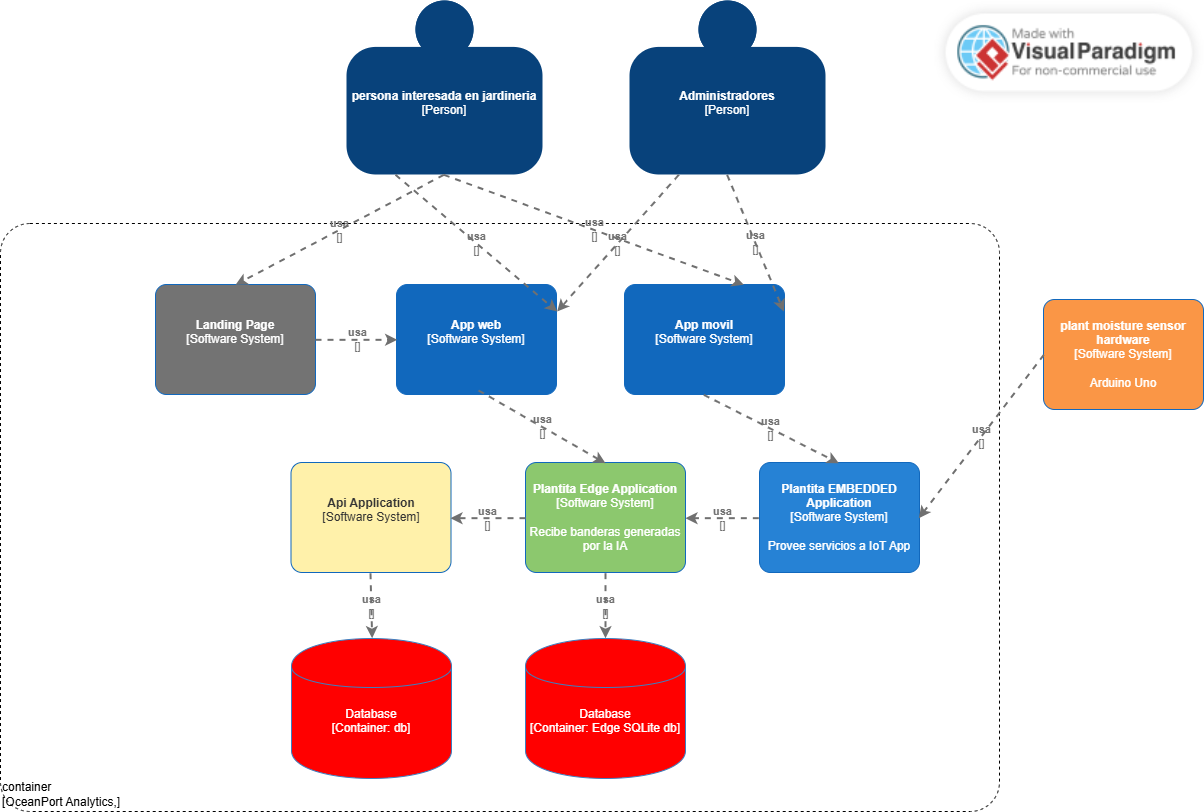 Made with
VisualParadigm
For non-commercial use
persona interesada en jardineria
[Person]
Administradores
[Person]
usa
[]
usa
[]
usa
[]
usa
[]
usa
[]
Landing Page
[Software System]
usa
[]
App web
[Software System]
App movil
[Software System]
plant moisture sensor
hardware
[Software System]
Arduino Uno
usa
[]
usa
[]
usa
[]
Api Application
[Software System]
usa
[]
Plantita Edge Application
[Software System]
Recibe banderas generadas
por la IA
usa
[]
Plantita EMBEDDED
Application
[Software System]
Provee servicios a IoT App
usa
[]
usa
[]
Database
[Container: db]
Database
[Container: Edge SQLite db]
container
[OceanPort Analytics,]